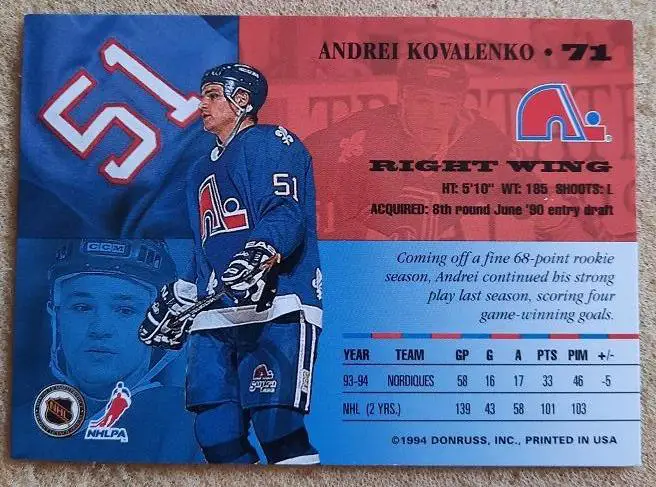 51
ANDREI KOVALENKO • 71
RIGHT WING
HT: 5'10" WT: 185 SHOOTS: L
ACQUIRED: 8th round June '90 entry draft
51
CCM
Coming off a fine 68-point rookie
season, Andrei continued his strong
play last season, scoring four
game-winning goals.
YEAR TEAM GP G A PTS PIM +/-
93-94 NORDIQUES 58 16 17 33 46 -5
NHL (2 YRS.) 139 43 58 101 103
NHL
NHLPA
©1994 DONRUSS, INC., PRINTED IN USA